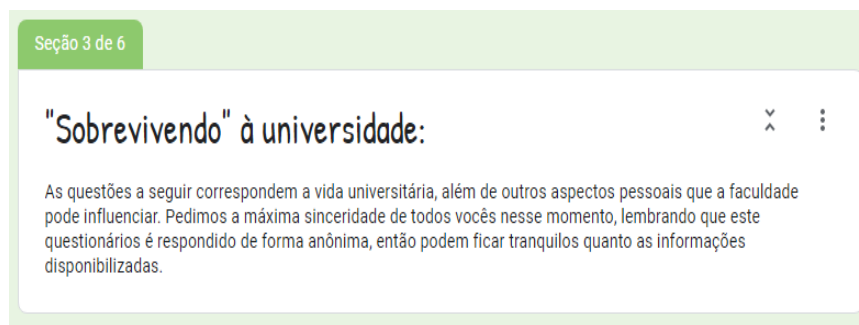 Seção 3 de 6
"Sobrevivendo" à universidade:
As questões a seguir correspondem a vida universitária, além de outros aspectos pessoais que a faculdade
pode influenciar. Pedimos a máxima sinceridade de todos vocês nesse momento, lembrando que este
questionários é respondido de forma anônima, então podem ficar tranquilos quanto as informações
disponibilizadas.